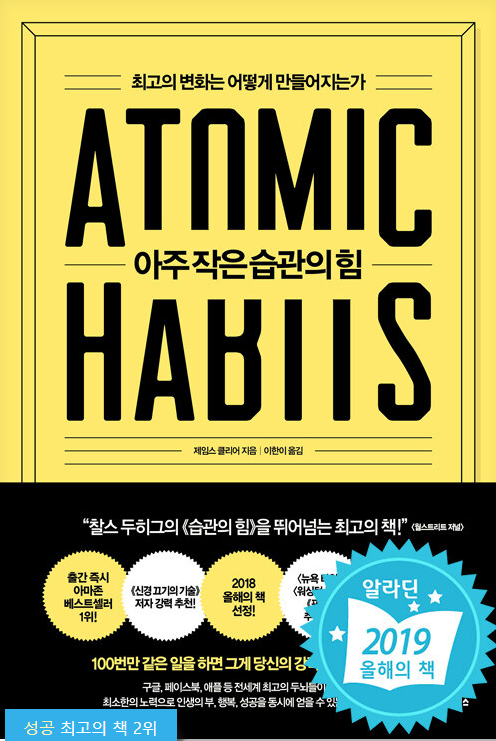 최고의 변화는 어떻게 만들어지는가
ATOMIC
아주 작은 습관의 힘
HABITS
제임스 클리어 지음 | 이한이 옮김
“찰스 두히그의 《습관의 힘》을 뛰어넘는 최고의 책!” 〈월스트리트 저널〉
출간 즉시
아마존
베스트셀러
1위!
《신경 끄기의 기술》
저자 강력 추천!
2018
올해의 책
선정!
〈뉴욕
〈워싱턴
알라딘
2019
올해의 책
100번만 같은 일을 하면 그게 당신의
구글, 페이스북, 애플 등 전세계 최고의 두뇌들이
최소한의 노력으로 인생의 부, 행복, 성공을 동시에 얻을 수
성공 최고의 책 2위